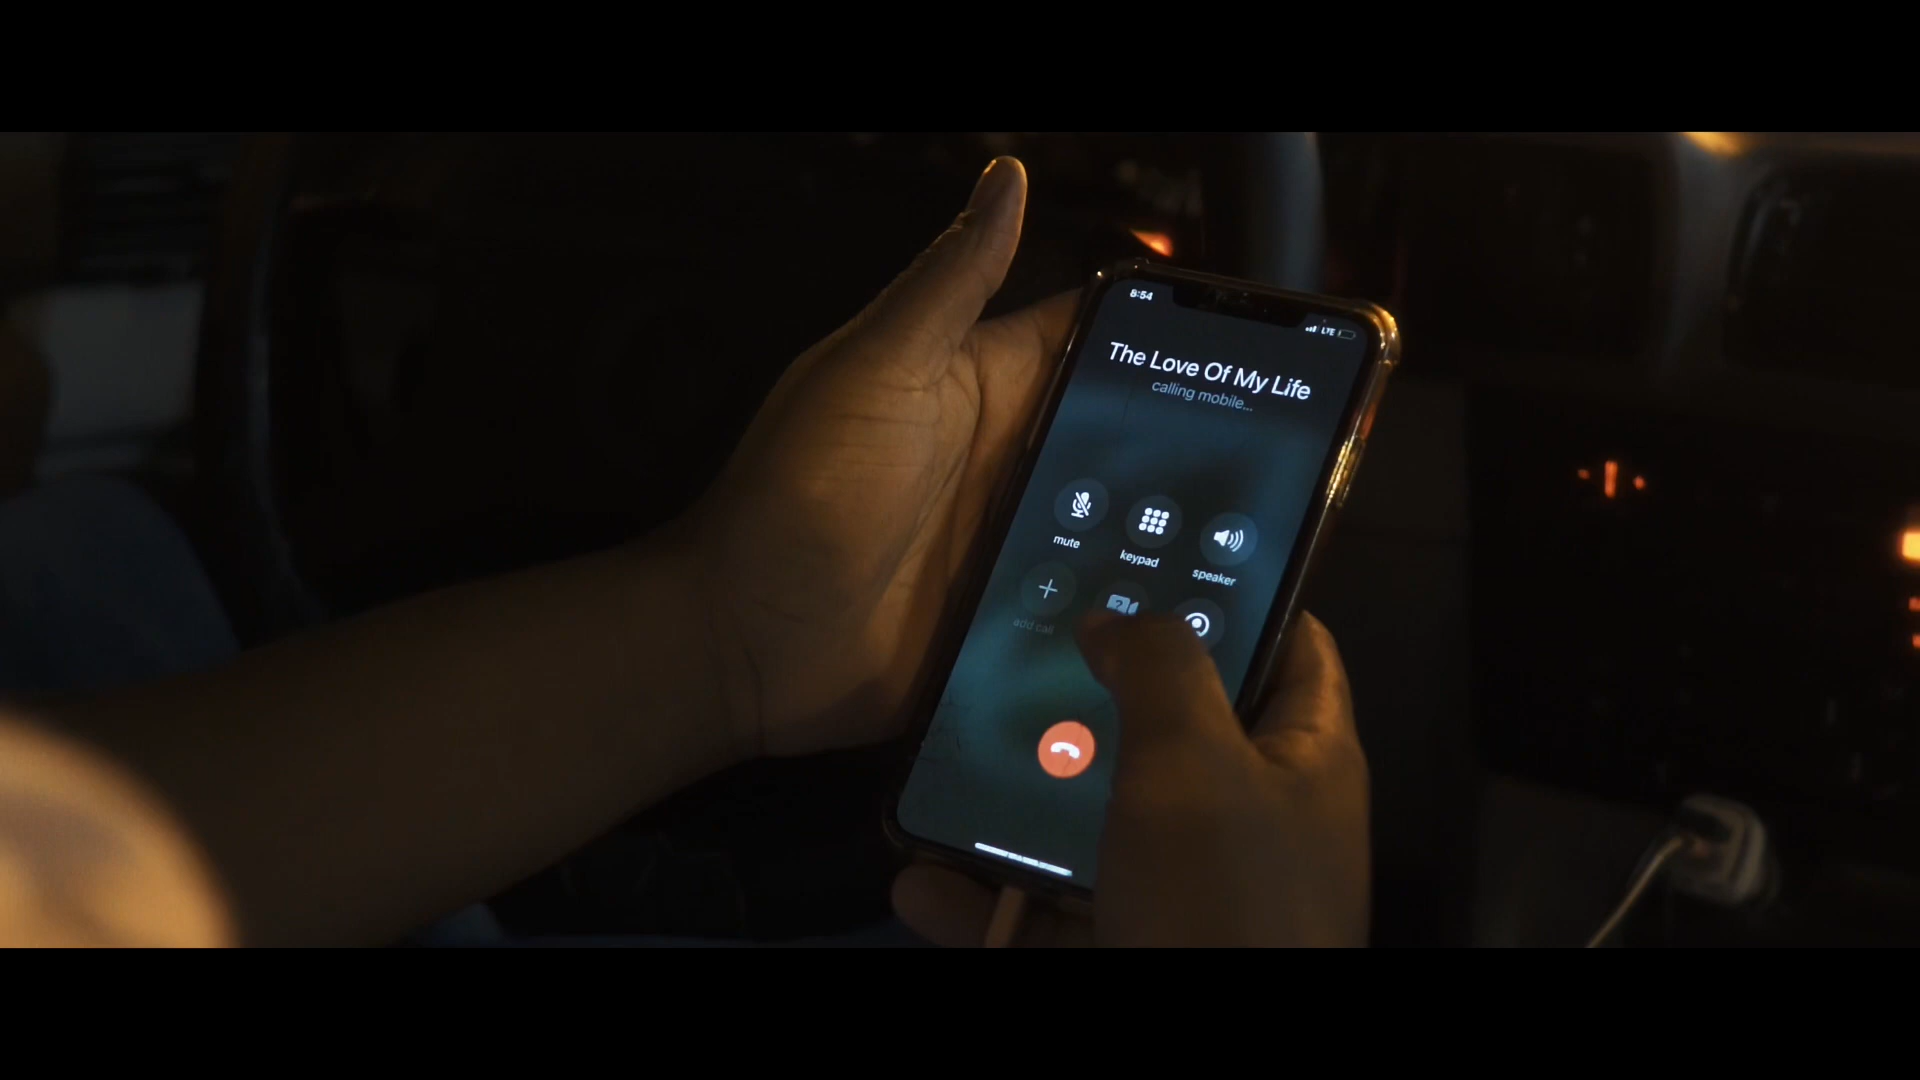 8:54
LTE
The Love Of My Life
calling mobile...
mute
keypad
speaker
add call